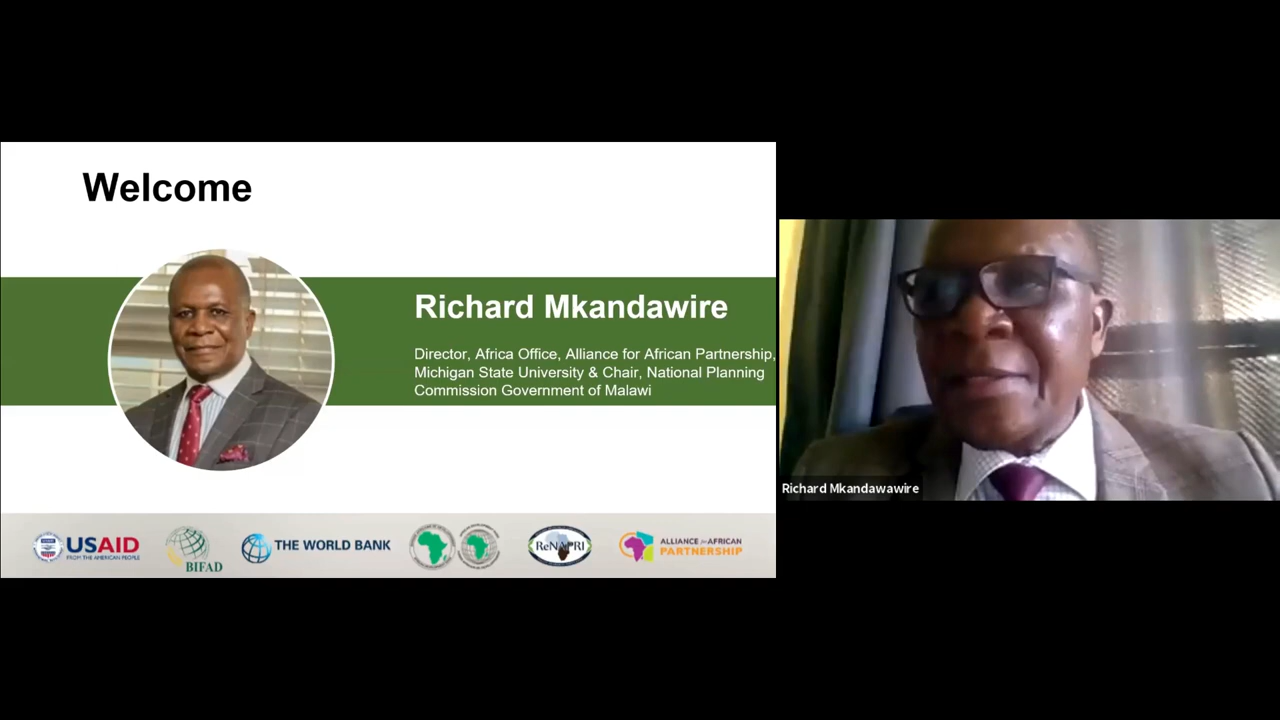 Welcome
Richard Mkandawire
Director, Africa Office, Alliance for African Partnership,
Michigan State University & Chair, National Planning
Commission Government of Malawi
Richard Mkandawawire
USAID
FROM THE AMERICAN PEOPLE
BIFAD
THE WORLD BANK
ReNAPRI
ALLIANCE for AFRICAN
PARTNERSHIP